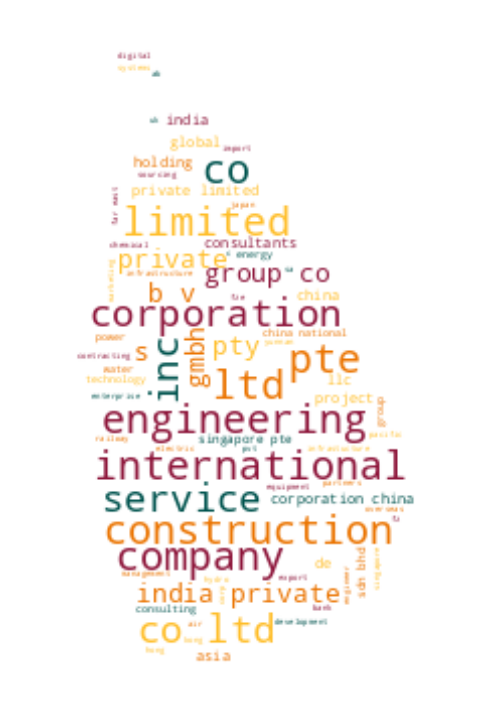 digital
systems
india
global
import
holding
co
sourcing
private limited
far east
japan
limited
chemical
consultants
private
energy
marketing
infrastructure
group co
b v
china
corporation
power
china national
gmbh
pty
s
inc
contracting
pte
water
technology
ltd
llc
enterprise
project
group
engineering
pacific
railway
singapore pte
electric
infrastructure
international
equipment
partners
service
corporation china
overseas
construction
company
de
sdn bhd
singapore
management
hydro
export
engineer
india private
consulting
bank
co ltd
air
development
hong
kong
asia